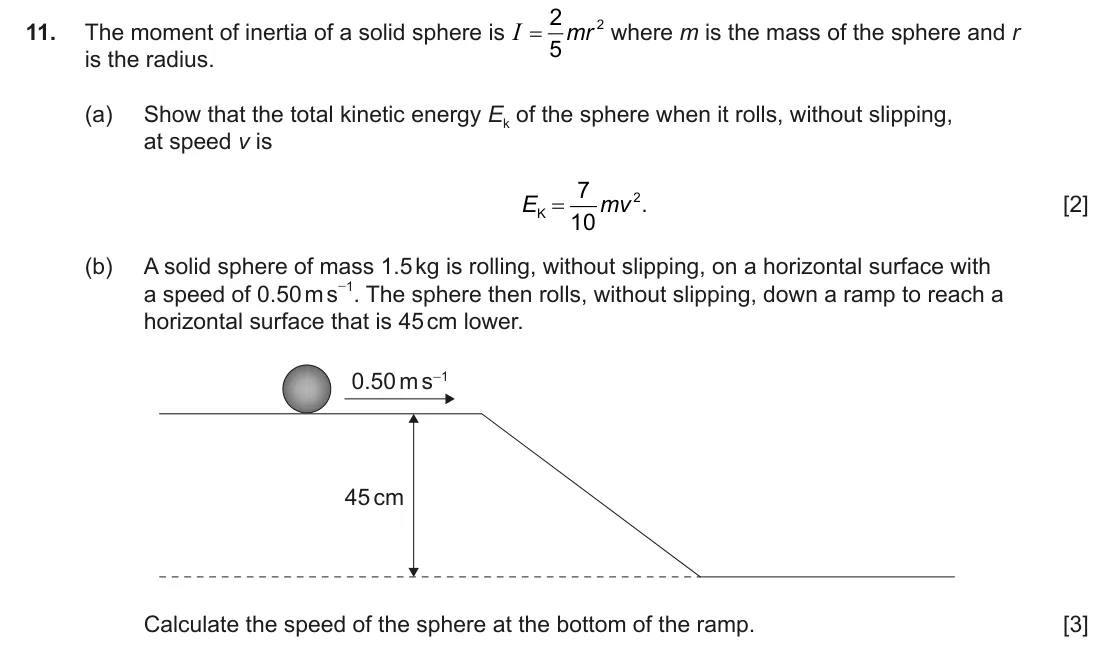 11. The moment of inertia of a solid sphere is I = 2/5 mr² where m is the mass of the sphere and r
is the radius.
(a) Show that the total kinetic energy Eₖ of the sphere when it rolls, without slipping,
at speed v is
E_K = 7/10 mv². [2]
(b) A solid sphere of mass 1.5 kg is rolling, without slipping, on a horizontal surface with
a speed of 0.50 m s⁻¹. The sphere then rolls, without slipping, down a ramp to reach a
horizontal surface that is 45 cm lower.
0.50 m s⁻¹
45 cm
Calculate the speed of the sphere at the bottom of the ramp. [3]